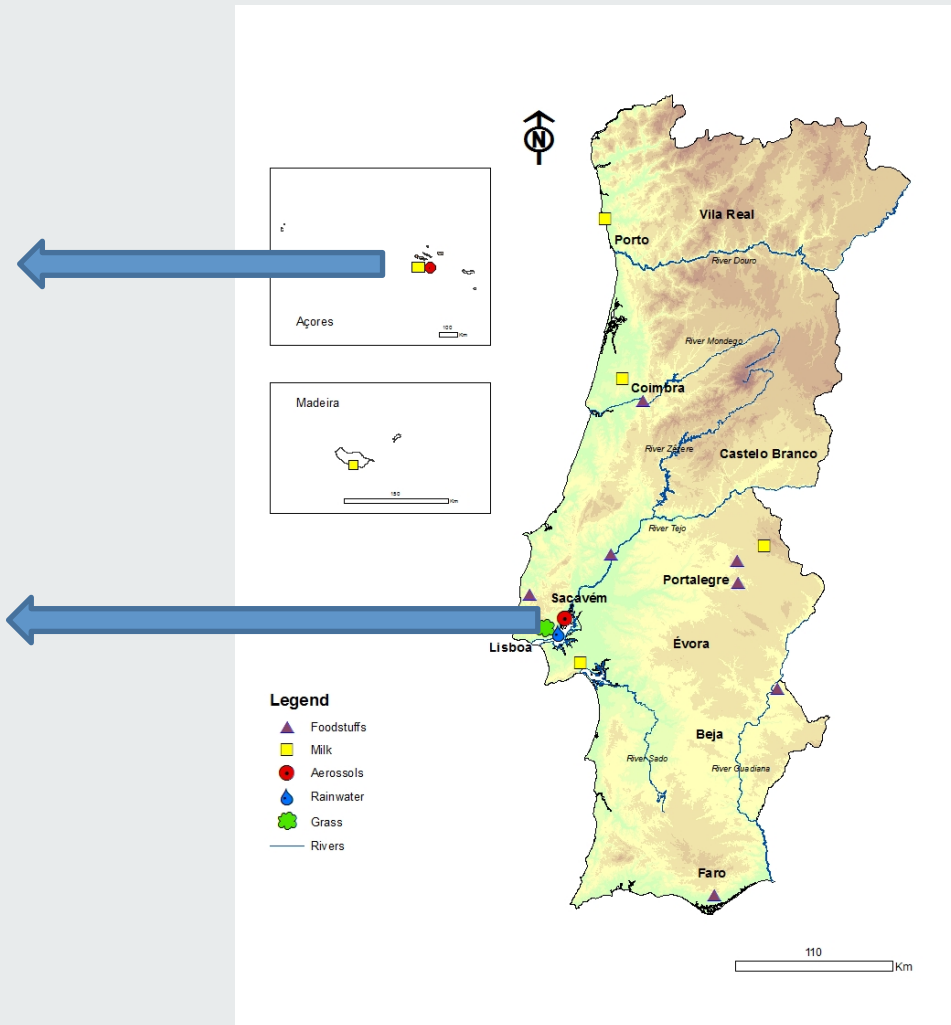 N
Vila Real
Porto
River Douro
Açores
100
Km
River Mondego
Coimbra
Madeira
River Zêzere
Castelo Branco
150
Km
River Tejo
Portalegre
Sacavém
Évora
Lisboa
Legend
Foodstuffs
Milk
Aerossols
Rainwater
Grass
Rivers
Beja
River Sado
River Guadiana
Faro
110
Km